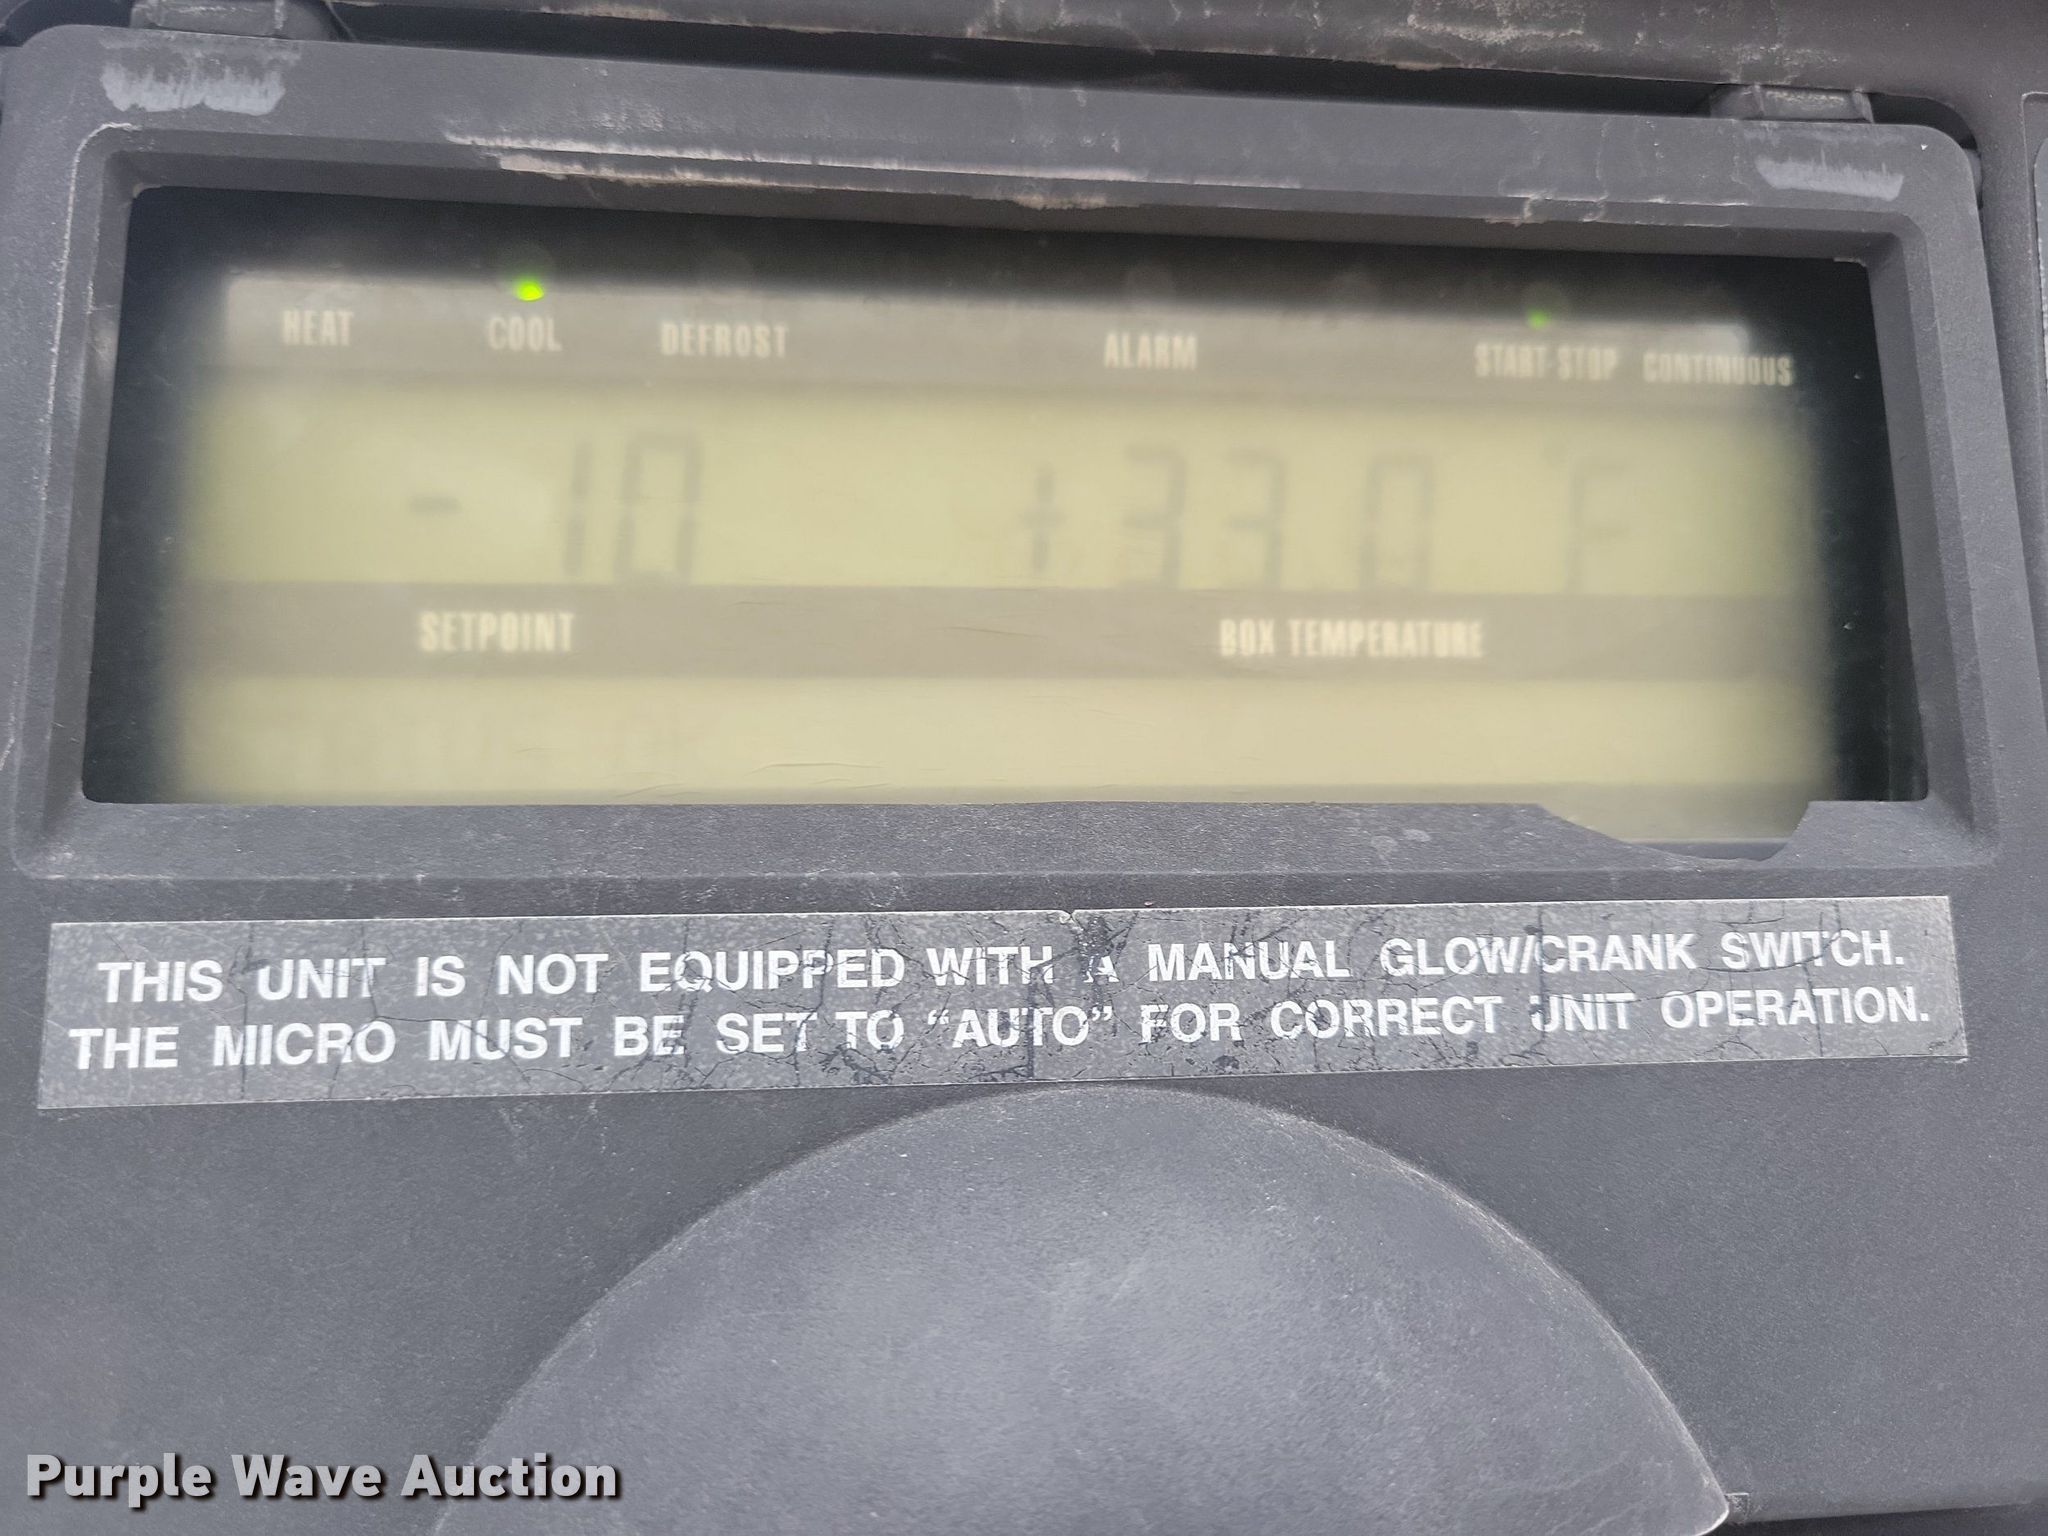 HEAT COOL DEFROST ALARM START-STOP CONTINUOUS
-10 +33.0 °F
SETPOINT BOX TEMPERATURE
THIS UNIT IS NOT EQUIPPED WITH A MANUAL GLOW/CRANK SWITCH.
THE MICRO MUST BE SET TO “AUTO” FOR CORRECT UNIT OPERATION.
Purple Wave Auction